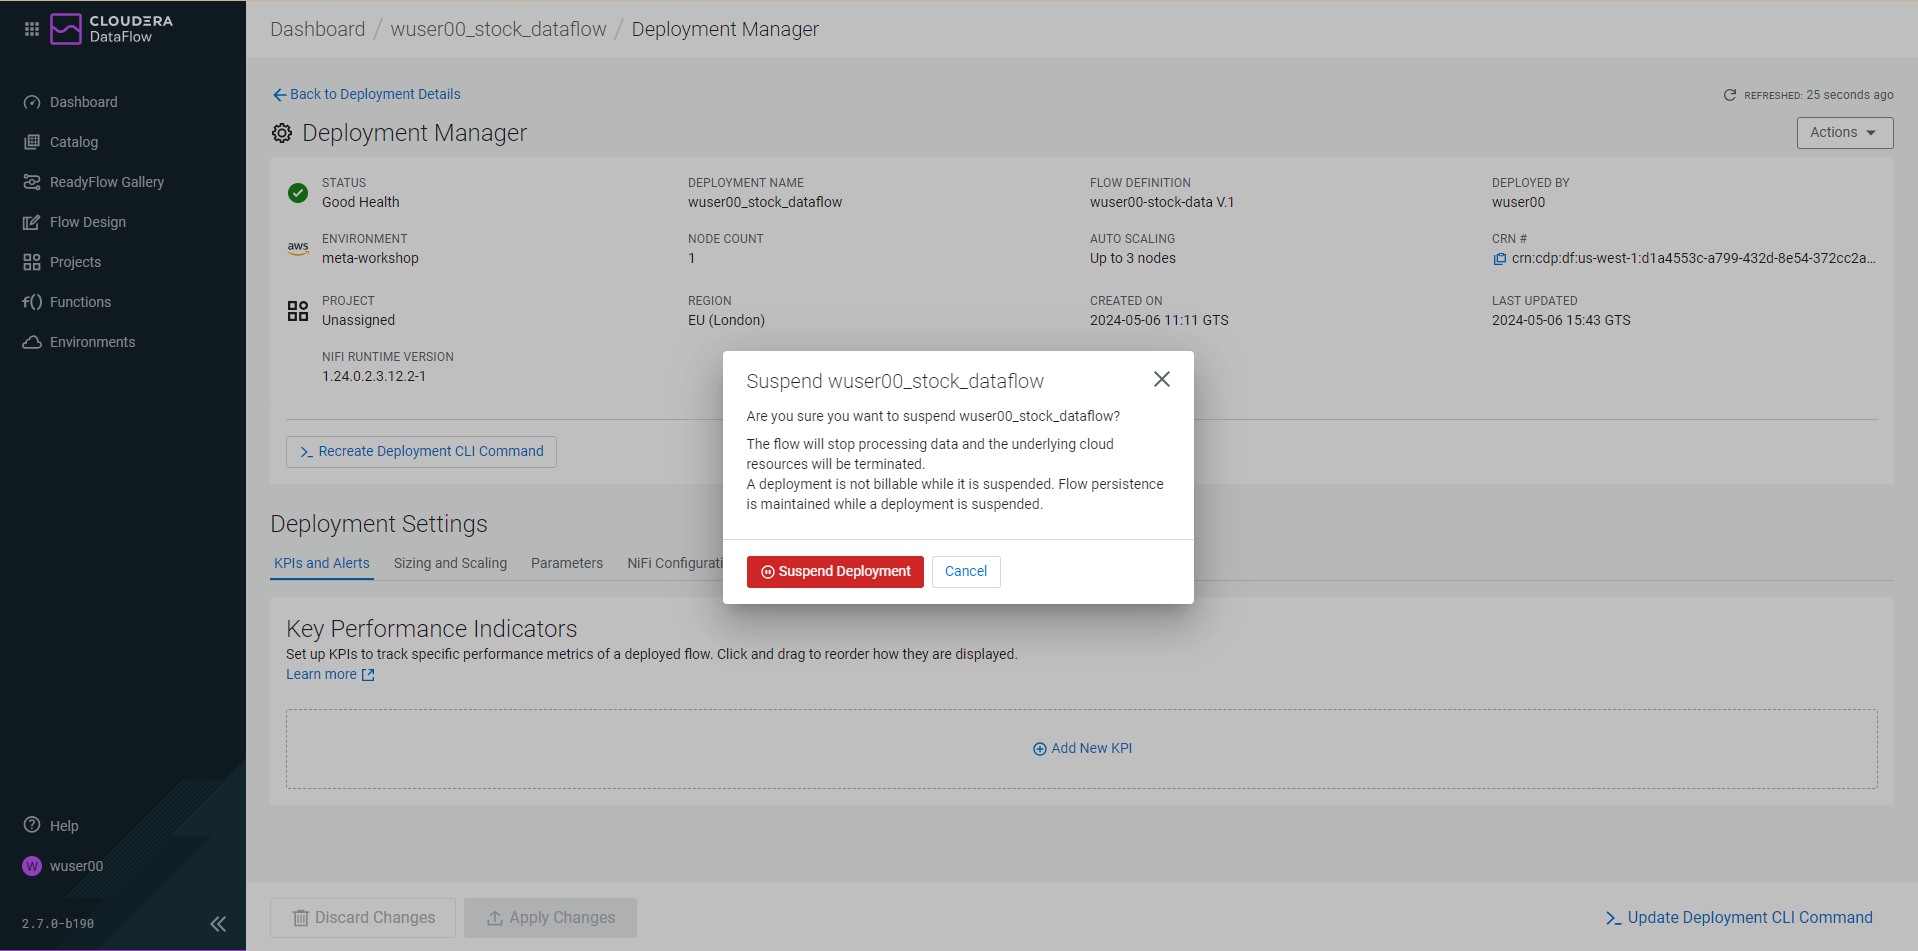 CLOUDERA
DataFlow
Dashboard
Catalog
ReadyFlow Gallery
Flow Design
Projects
Functions
Environments
Help
W
wuser00
2.7.0-b190
Dashboard / wuser00_stock_dataflow / Deployment Manager
Back to Deployment Details
REFRESHED: 25 seconds ago
Deployment Manager
Actions
STATUS
Good Health
DEPLOYMENT NAME
wuser00_stock_dataflow
FLOW DEFINITION
wuser00-stock-data V.1
DEPLOYED BY
wuser00
aws
ENVIRONMENT
meta-workshop
NODE COUNT
1
AUTO SCALING
Up to 3 nodes
CRN #
crn:cdp:df:us-west-1:d1a4553c-a799-432d-8e54-372cc2a...
PROJECT
Unassigned
REGION
EU (London)
CREATED ON
2024-05-06 11:11 GTS
LAST UPDATED
2024-05-06 15:43 GTS
NIFI RUNTIME VERSION
1.24.0.2.3.12.2-1
Recreate Deployment CLI Command
Suspend wuser00_stock_dataflow
Are you sure you want to suspend wuser00_stock_dataflow?
The flow will stop processing data and the underlying cloud
resources will be terminated.
A deployment is not billable while it is suspended. Flow persistence
is maintained while a deployment is suspended.
Suspend Deployment
Cancel
Deployment Settings
KPIs and Alerts
Sizing and Scaling
Parameters
NiFi Configurati
Key Performance Indicators
Set up KPIs to track specific performance metrics of a deployed flow. Click and drag to reorder how they are displayed.
Learn more
Add New KPI
Discard Changes
Apply Changes
Update Deployment CLI Command